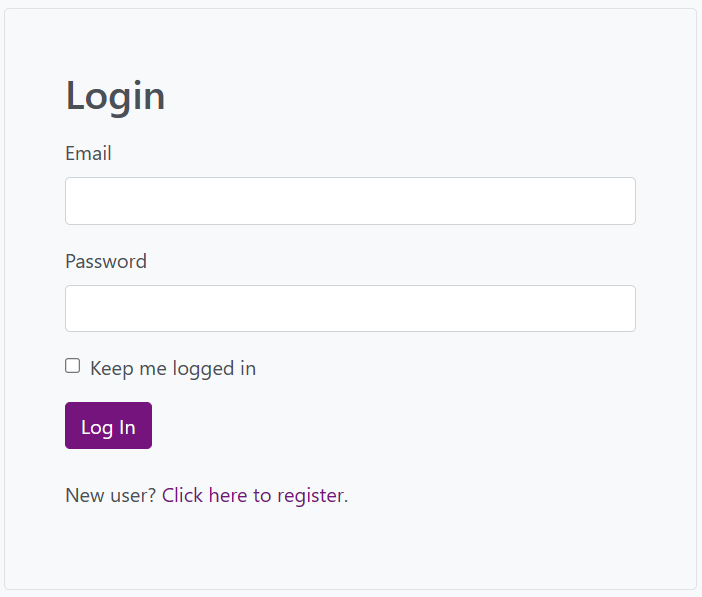 Login
Email
Password
Keep me logged in
Log In
New user? Click here to register.